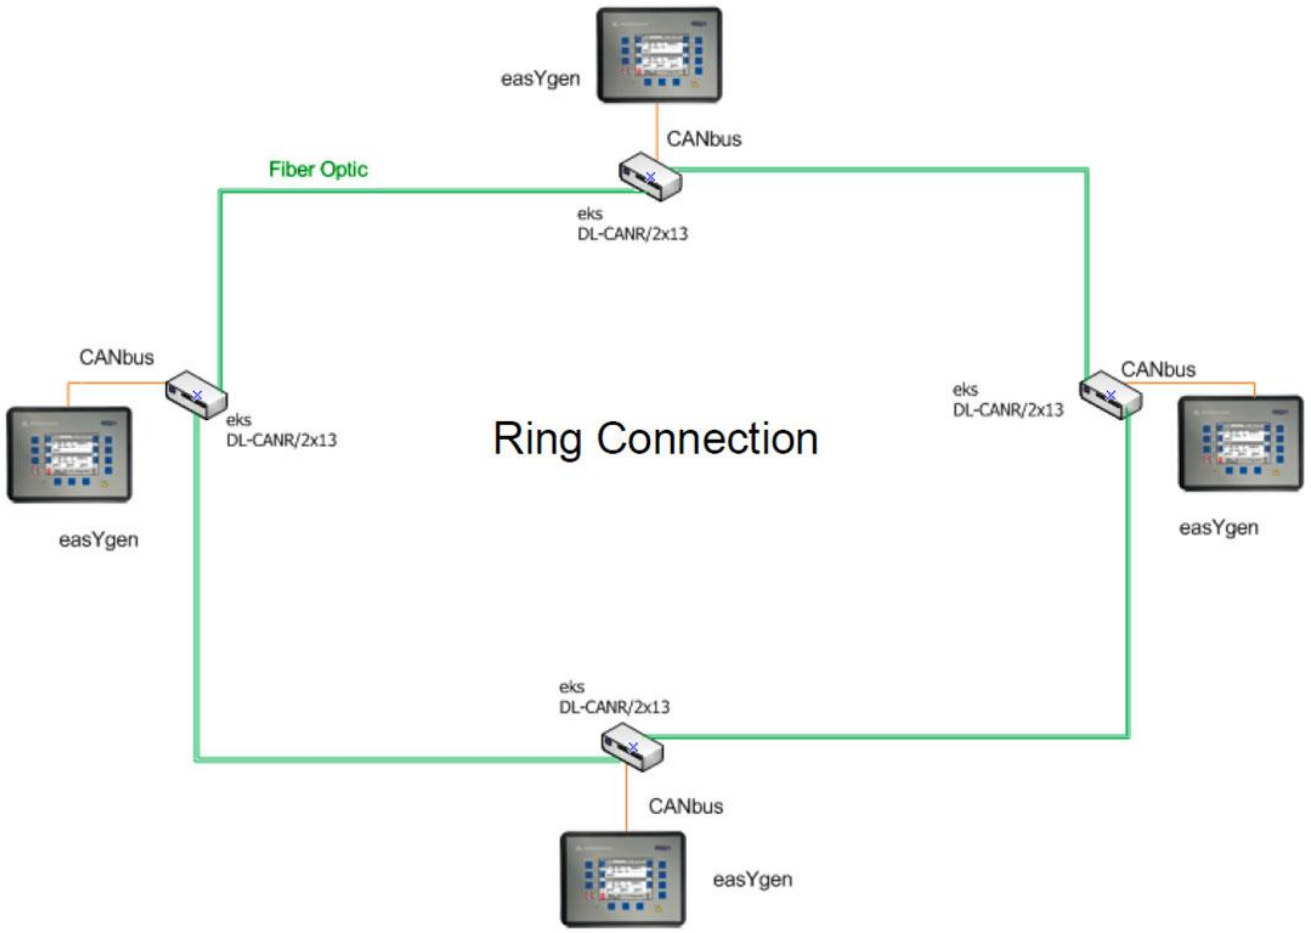 easYgen
CANbus
Fiber Optic
eks
DL-CANR/2x13
CANbus
eks
DL-CANR/2x13
easYgen
Ring Connection
CANbus
eks
DL-CANR/2x13
easYgen
eks
DL-CANR/2x13
CANbus
easYgen